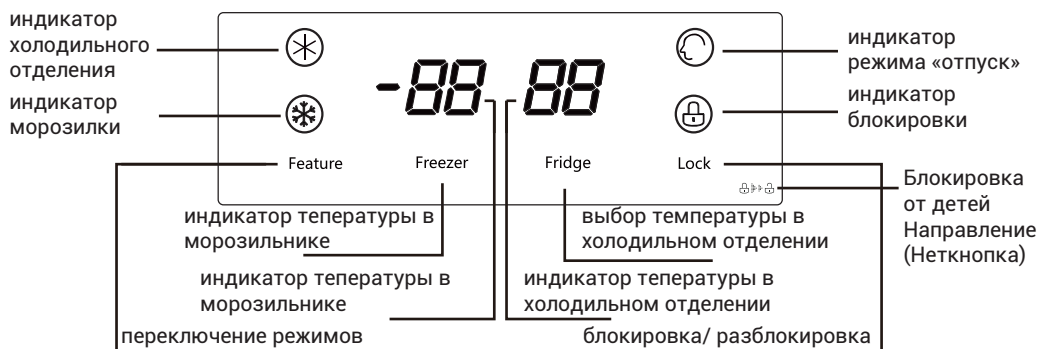 индикатор
холодильного
отделения
индикатор
морозилки
-88 88
Feature Freezer Fridge Lock
индикатор
режима «отпуск»
индикатор
блокировки
Блокировка
от детей
Направление
(Неткнопка)
индикатор тепературы в
морозильнике
выбор температуры в
холодильном отделении
индикатор тепературы в
морозильнике
индикатор тепературы в
холодильном отделении
переключение режимов
блокировка/ разблокировка